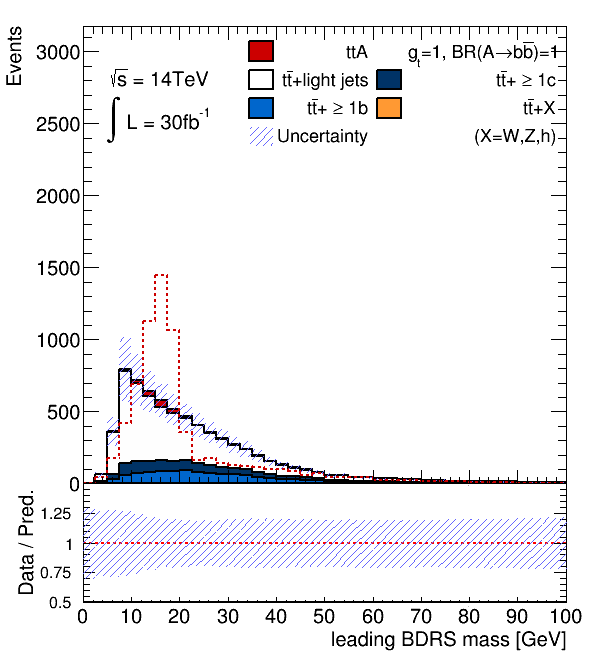 Events
3000
2500
2000
1500
1000
500
0
ttA g_t=1, BR(A→bb̅)=1
√s = 14TeV
tt̅+light jets tt̅+ ≥ 1c
∫ L = 30fb⁻¹
tt̅+ ≥ 1b tt̅+X
Uncertainty (X=W,Z,h)
Data / Pred.
1.25
1
0.75
0.5
0 10 20 30 40 50 60 70 80 90 100
leading BDRS mass [GeV]